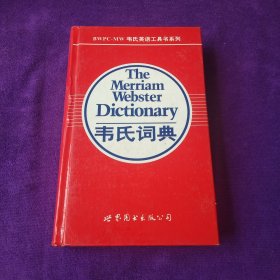 BWPC-MW 韦氏英语工具书系列
The
Merriam
Webster
Dictionary
韦氏词典
世界图书出版公司